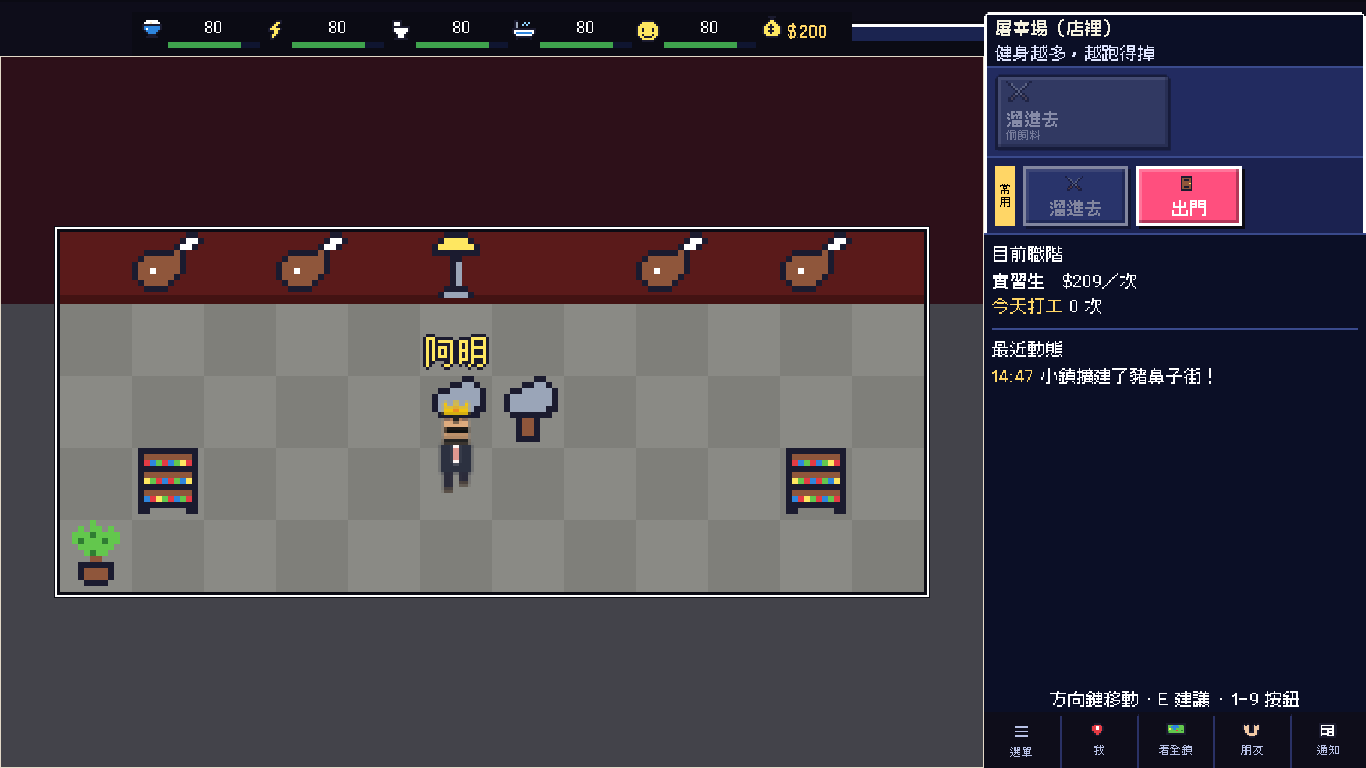 80
80
80
80
80
$200
屠宰場（店裡）
健身越多，越跑得掉
溜進去
偷飼料
常用
溜進去
出門
目前職階
實習生 $209／次
今天打工 0 次
最近動態
14:47 小鎮擴建了豬鼻子街！
阿明
方向鍵移動 · E 建議 · 1-9 按鈕
選單
我
看全鎮
朋友
通知